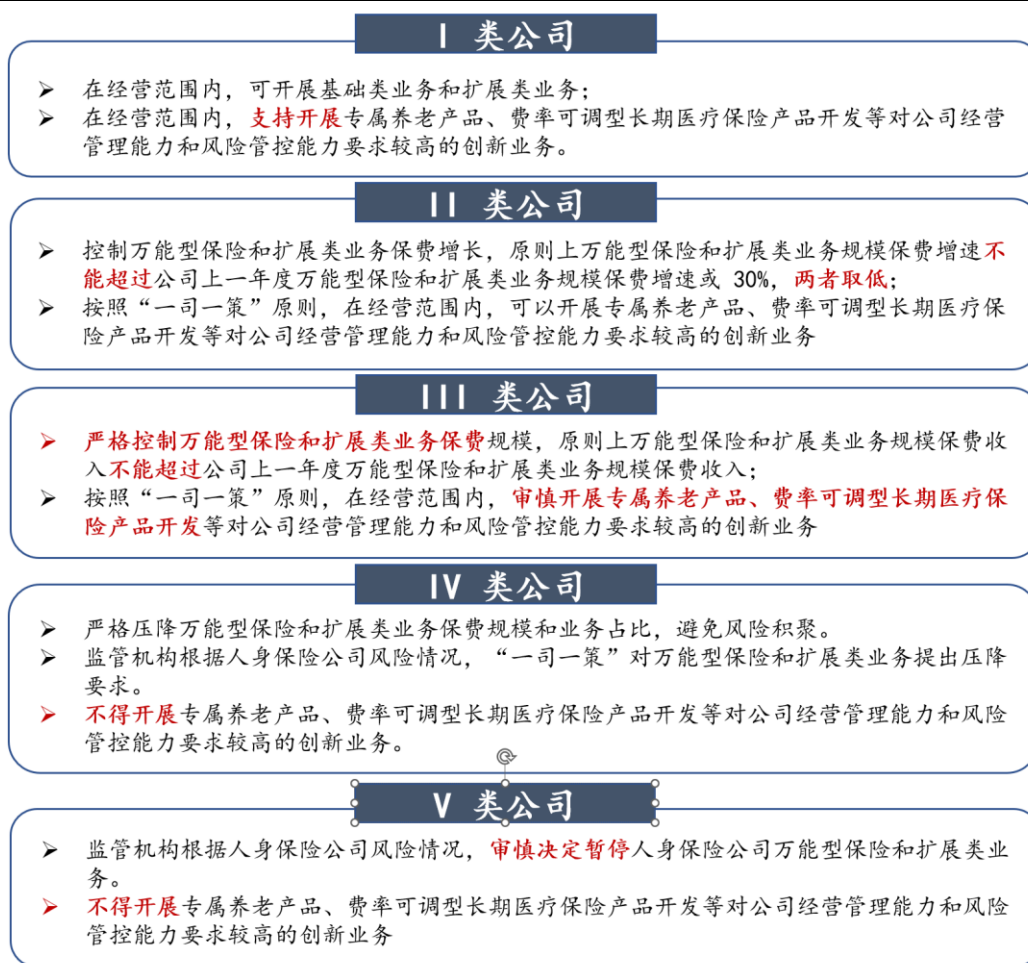 I 类公司
➢ 在经营范围内，可开展基础类业务和扩展类业务；
➢ 在经营范围内，支持开展专属养老产品、费率可调型长期医疗保险产品开发等对公司经营
管理能力和风险管控能力要求较高的创新业务。
II 类公司
➢ 控制万能型保险和扩展类业务保费增长，原则上万能型保险和扩展类业务规模保费增速不
能超过公司上一年度万能型保险和扩展类业务规模保费增速或 30%，两者取低；
➢ 按照“一司一策”原则，在经营范围内，可以开展专属养老产品、费率可调型长期医疗保
险产品开发等对公司经营管理能力和风险管控能力要求较高的创新业务
III 类公司
➢ 严格控制万能型保险和扩展类业务保费规模，原则上万能型保险和扩展类业务规模保费收
入不能超过公司上一年度万能型保险和扩展类业务规模保费收入；
➢ 按照“一司一策”原则，在经营范围内，审慎开展专属养老产品、费率可调型长期医疗保
险产品开发等对公司经营管理能力和风险管控能力要求较高的创新业务
IV 类公司
➢ 严格压降万能型保险和扩展类业务保费规模和业务占比，避免风险积聚。
➢ 监管机构根据人身保险公司风险情况，“一司一策”对万能型保险和扩展类业务提出压降
要求。
➢ 不得开展专属养老产品、费率可调型长期医疗保险产品开发等对公司经营管理能力和风险
管控能力要求较高的创新业务。
V 类公司
➢ 监管机构根据人身保险公司风险情况，审慎决定暂停人身保险公司万能型保险和扩展类业
务。
➢ 不得开展专属养老产品、费率可调型长期医疗保险产品开发等对公司经营管理能力和风险
管控能力要求较高的创新业务